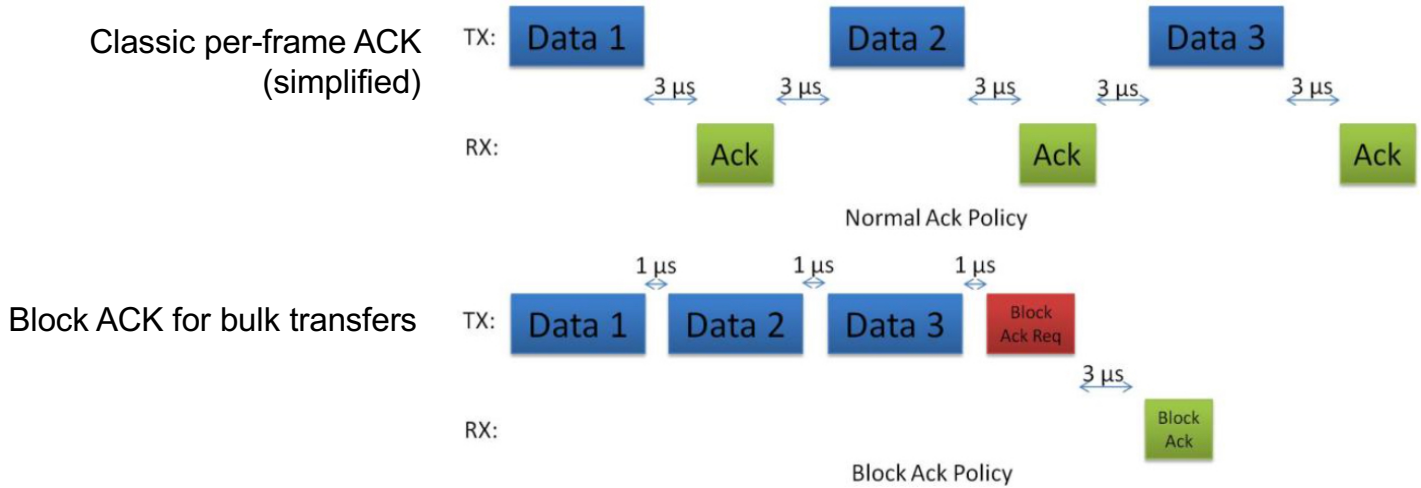 Classic per-frame ACK
(simplified)
TX:
Data 1
Data 2
Data 3
3 μs
3 μs
3 μs
3 μs
3 μs
RX:
Ack
Ack
Ack
Normal Ack Policy
Block ACK for bulk transfers
1 μs
1 μs
1 μs
TX:
Data 1
Data 2
Data 3
Block
Ack Req
3 μs
RX:
Block
Ack
Block Ack Policy